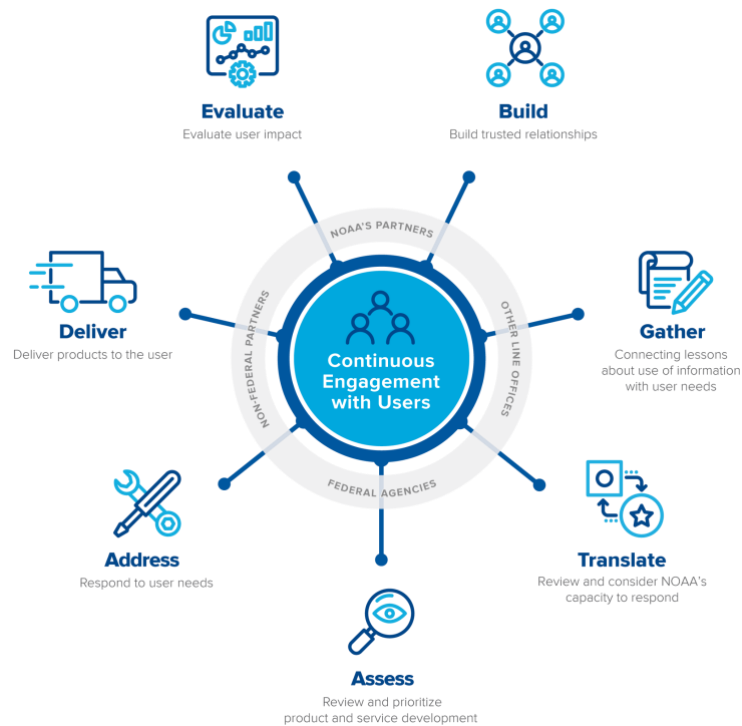 Evaluate
Evaluate user impact
Build
Build trusted relationships
NOAA'S PARTNERS
NON-FEDERAL PARTNERS
OTHER LINE OFFICES
FEDERAL AGENCIES
Continuous
Engagement
with Users
Deliver
Deliver products to the user
Gather
Connecting lessons
about use of information
with user needs
Address
Respond to user needs
Translate
Review and consider NOAA's
capacity to respond
Assess
Review and prioritize
product and service development